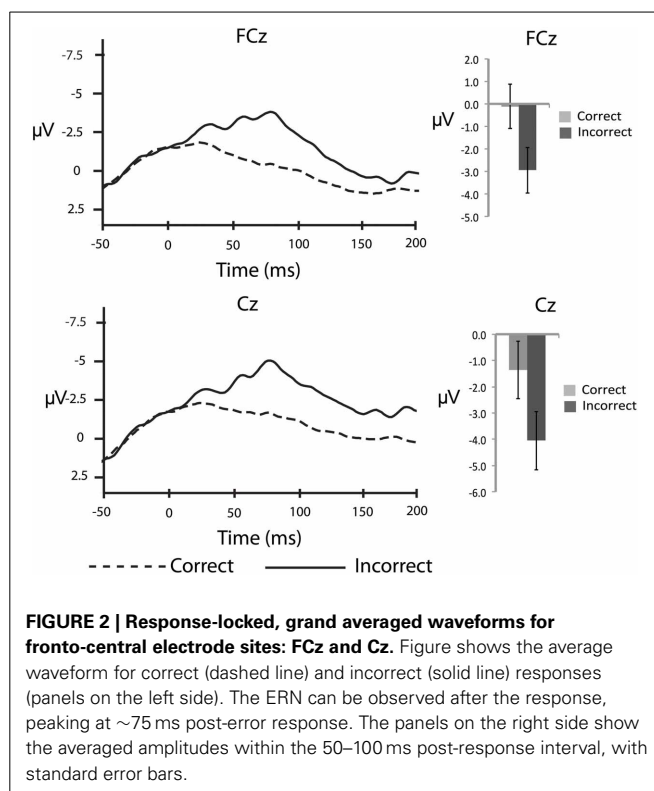 FCz
-7.5
-5
µV
-2.5
0
2.5
-50 0 50 100 150 200
Time (ms)
FCz
2.0
1.0
0.0
-1.0
µV
-2.0
-3.0
-4.0
-5.0
Correct
Incorrect
Cz
-7.5
-5
µV-2.5
0
2.5
-50 0 50 100 150 200
Time (ms)
Cz
0.0
-1.0
-2.0
µV
-3.0
-4.0
-5.0
-6.0
Correct
Incorrect
Correct Incorrect
FIGURE 2 | Response-locked, grand averaged waveforms for
fronto-central electrode sites: FCz and Cz. Figure shows the average
waveform for correct (dashed line) and incorrect (solid line) responses
(panels on the left side). The ERN can be observed after the response,
peaking at ~75 ms post-error response. The panels on the right side show
the averaged amplitudes within the 50–100 ms post-response interval, with
standard error bars.